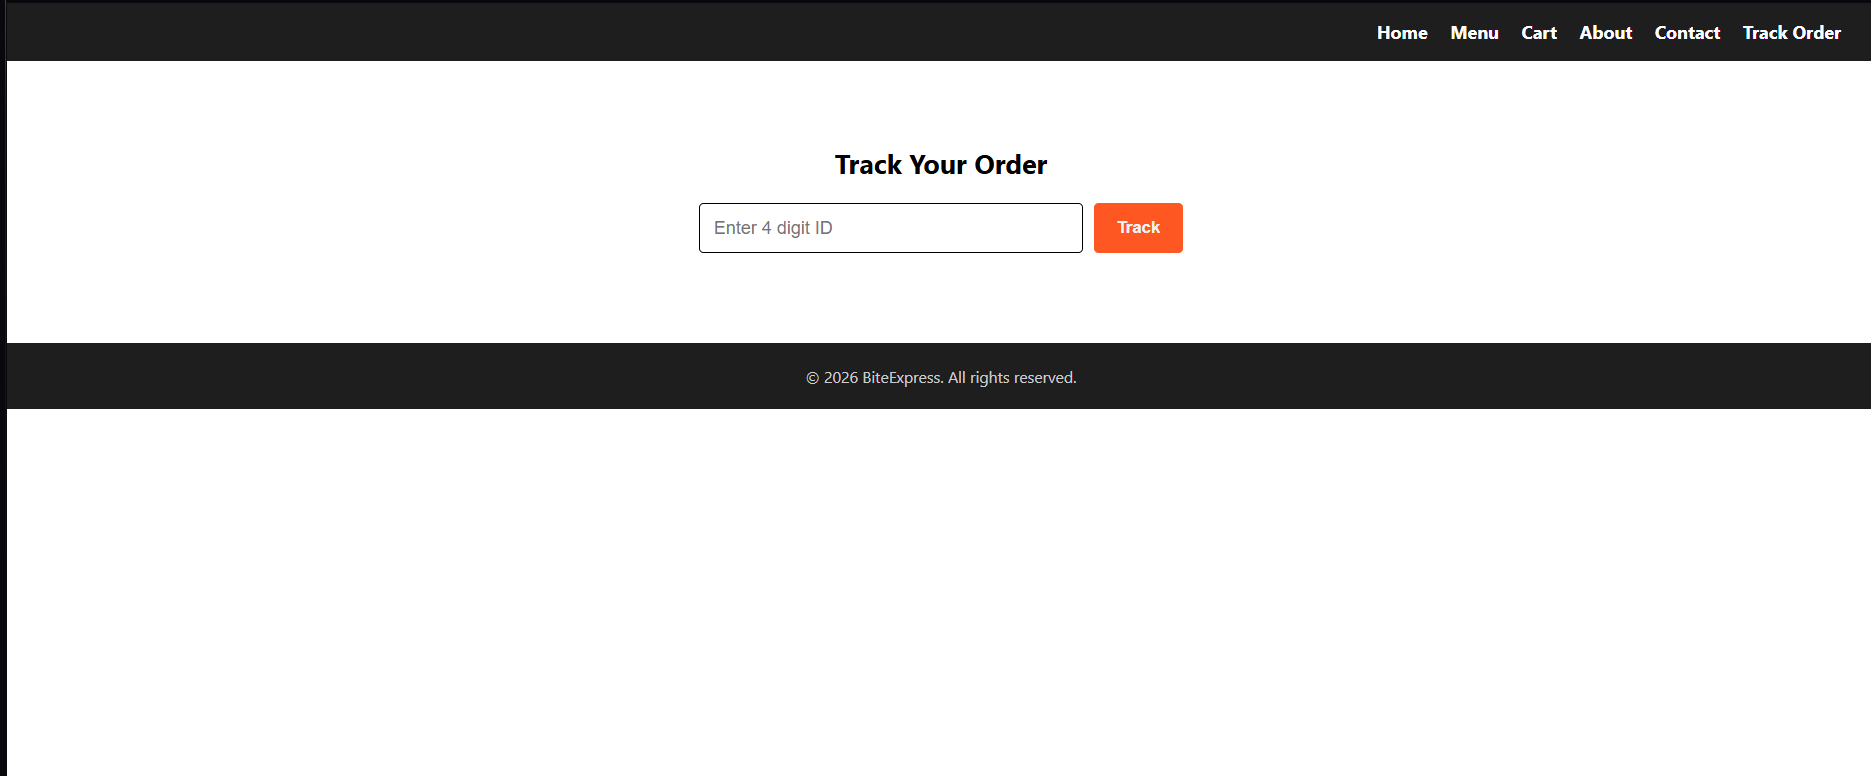 Home Menu Cart About Contact Track Order
Track Your Order
Enter 4 digit ID Track
© 2026 BiteExpress. All rights reserved.